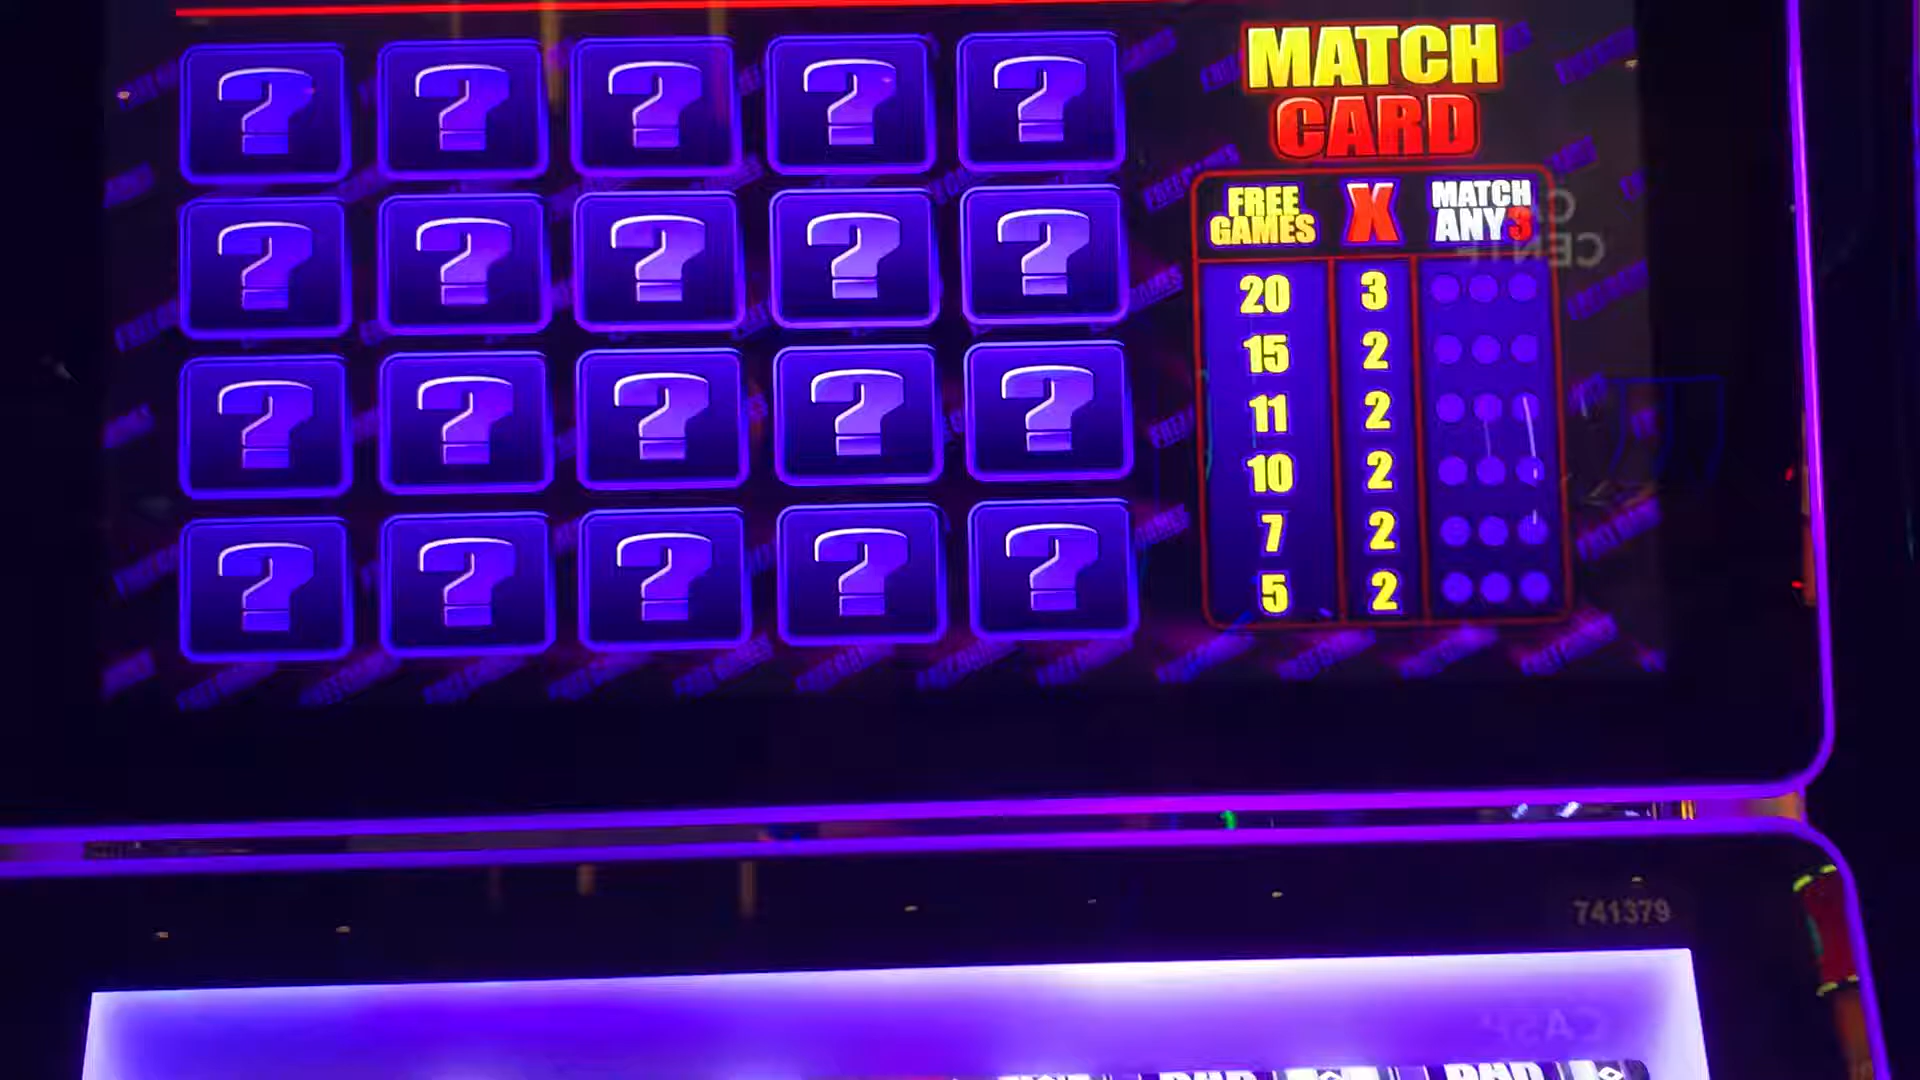 MATCH
CARD
FREE GAMES X MATCH ANY 3
20 3
15 2
11 2
10 2
7 2
5 2
741379